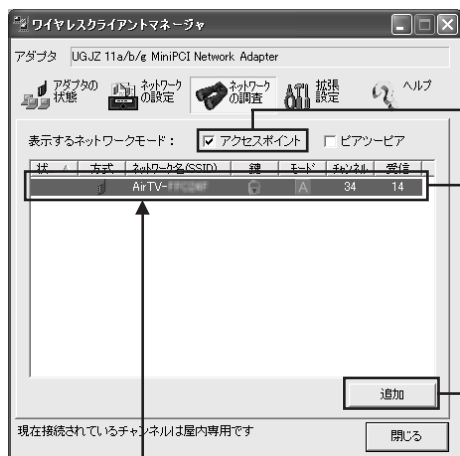 ワイヤレスクライアントマネージャ
アダプタ UGJZ 11a/b/g MiniPCI Network Adapter
アダプタの状態 ネットワークの設定 ネットワークの調査 拡張設定 ヘルプ
表示するネットワークモード： アクセスポイント ピアツーピア
状 方式 ネットワーク名(SSID) 鍵 モード チャンネル 受信
AirTV- A 34 14
追加
現在接続されているチャンネルは屋内専用です
閉じる